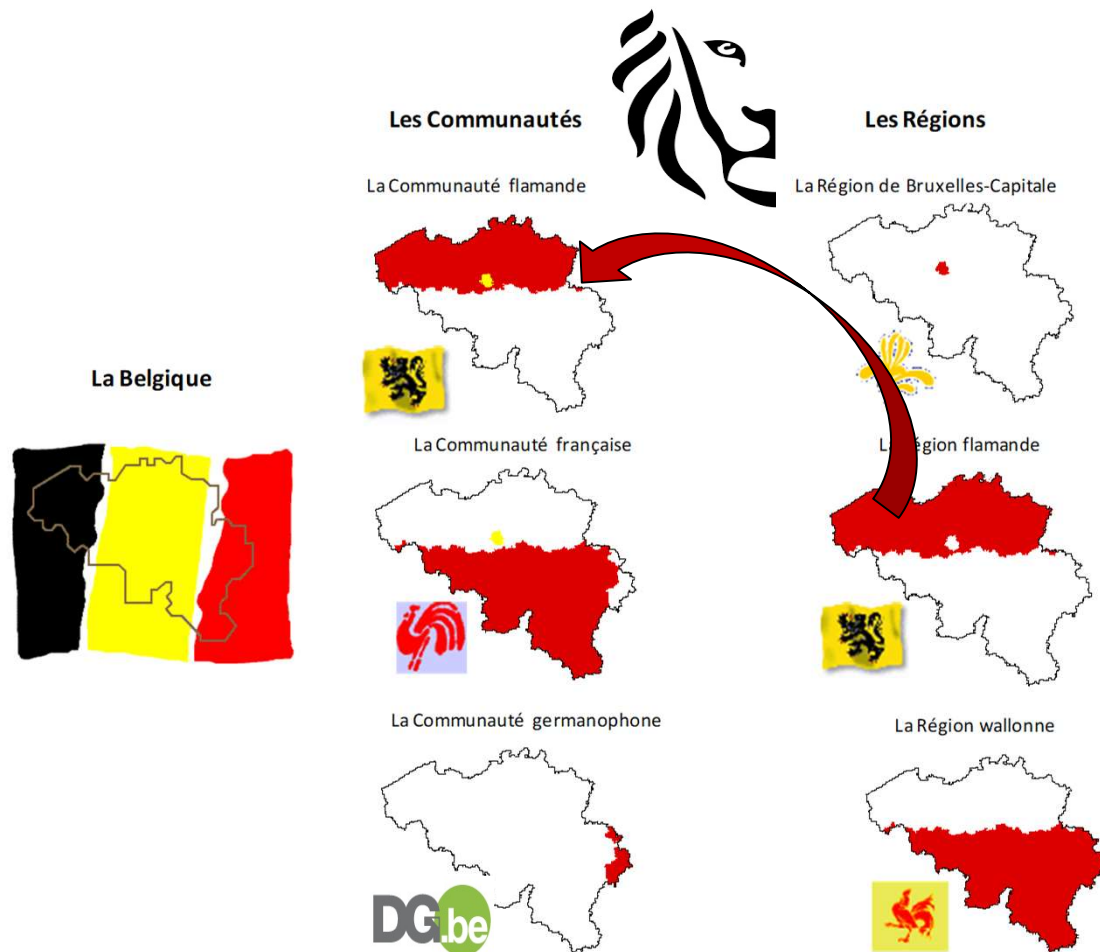 Les Communautés
Les Régions
La Communauté flamande
La Région de Bruxelles-Capitale
La Belgique
La Communauté française
La Région flamande
La Communauté germanophone
La Région wallonne
DG.be